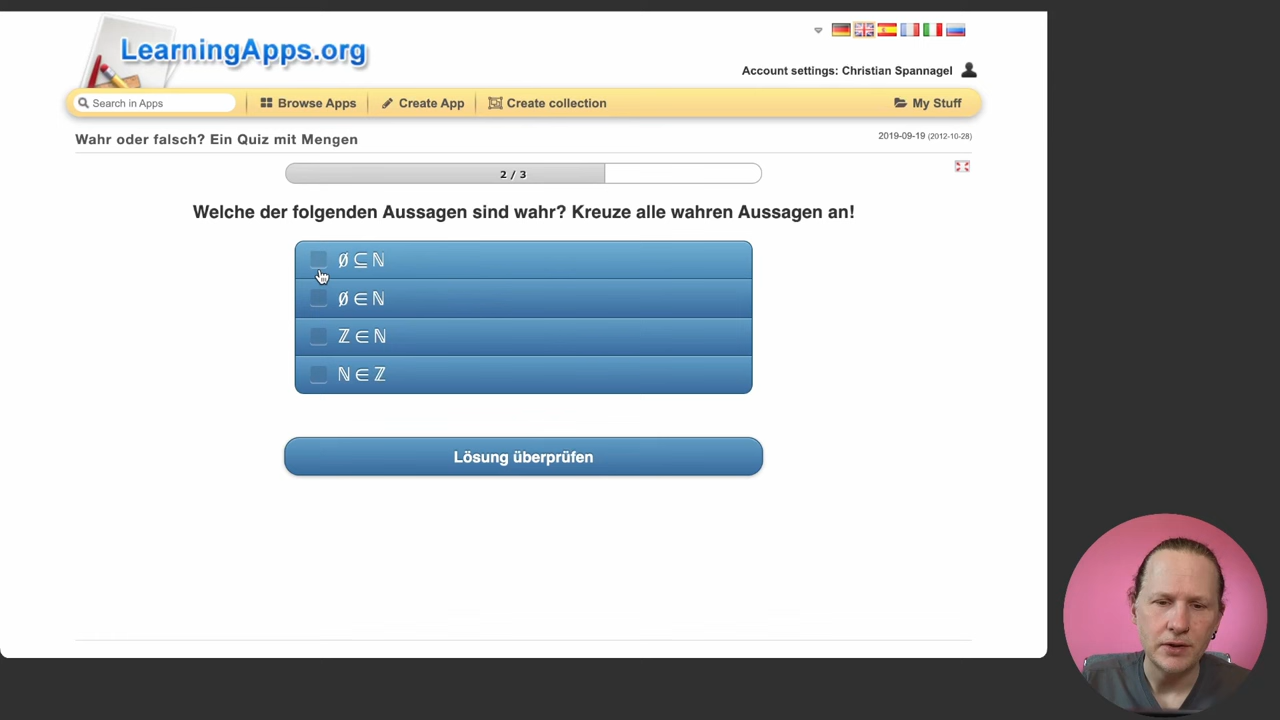 LearningApps.org
Account settings: Christian Spannagel
Search in Apps
Browse Apps
Create App
Create collection
My Stuff
Wahr oder falsch? Ein Quiz mit Mengen
2019-09-19 (2012-10-28)
2 / 3
Welche der folgenden Aussagen sind wahr? Kreuze alle wahren Aussagen an!
∅ ⊆ ℕ
∅ ∈ ℕ
ℤ ∈ ℕ
ℕ ∈ ℤ
Lösung überprüfen